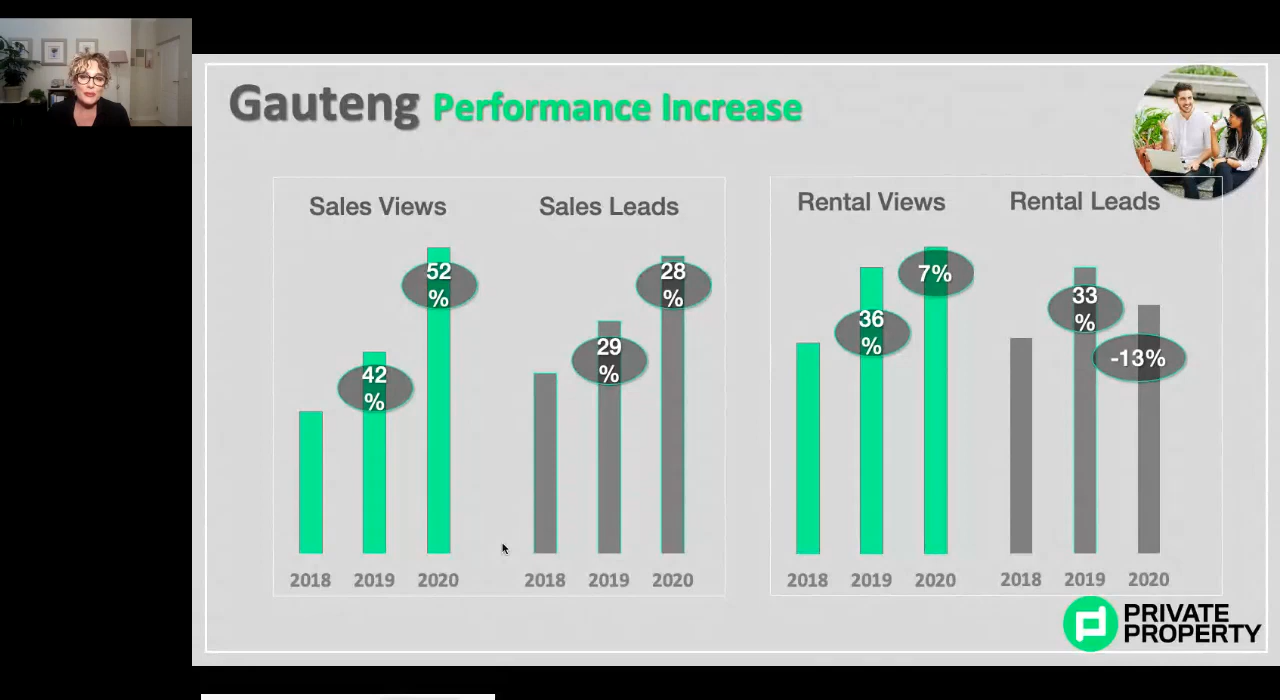 Gauteng Performance Increase
Sales Views
Sales Leads
Rental Views
Rental Leads
42
%
52
%
29
%
28
%
36
%
7%
33
%
-13%
2018 2019 2020
2018 2019 2020
2018 2019 2020
2018 2019 2020
PRIVATE
PROPERTY